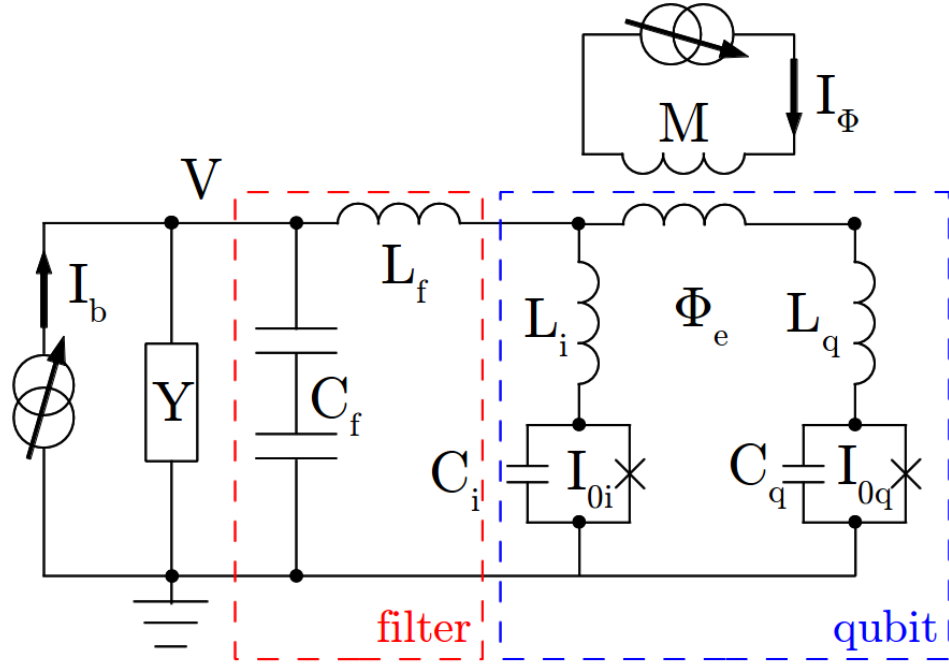 I_Φ
M
V
I_b
L_f
L_i
Φ_e
L_q
Y
C_f
C_i
I_0i
C_q
I_0q
filter
qubit